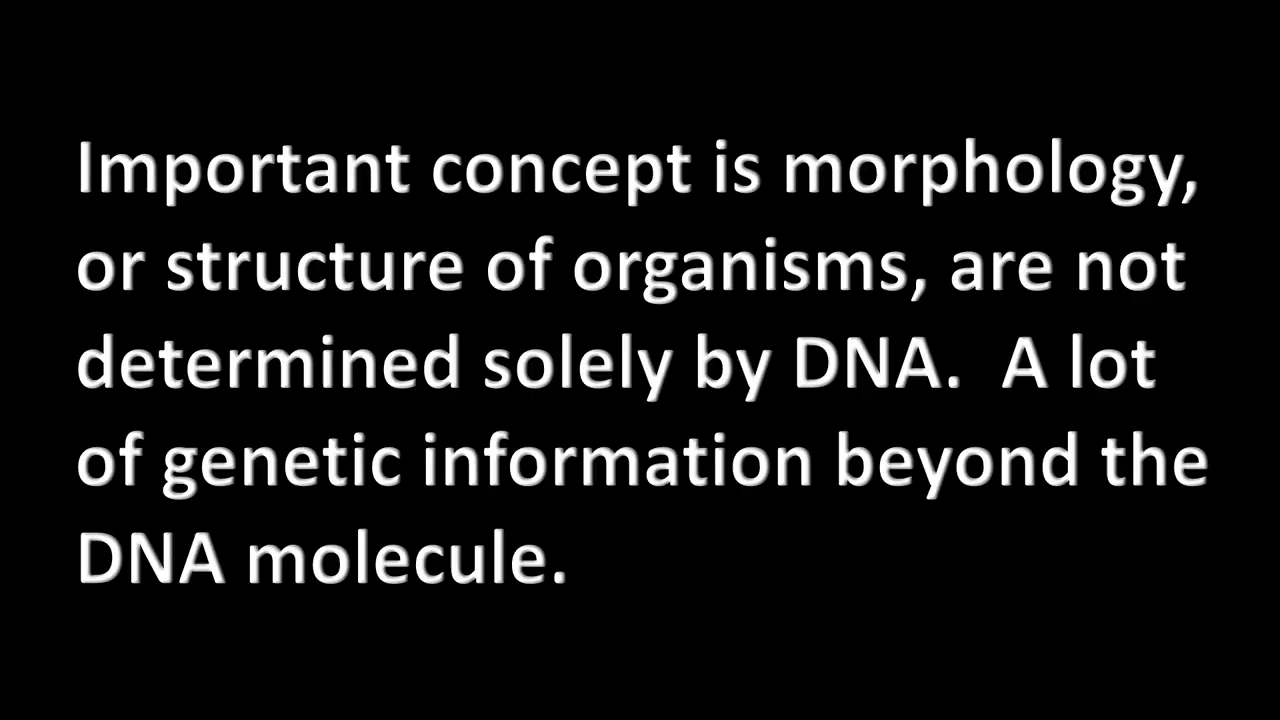 Important concept is morphology,
or structure of organisms, are not
determined solely by DNA.  A lot
of genetic information beyond the
DNA molecule.